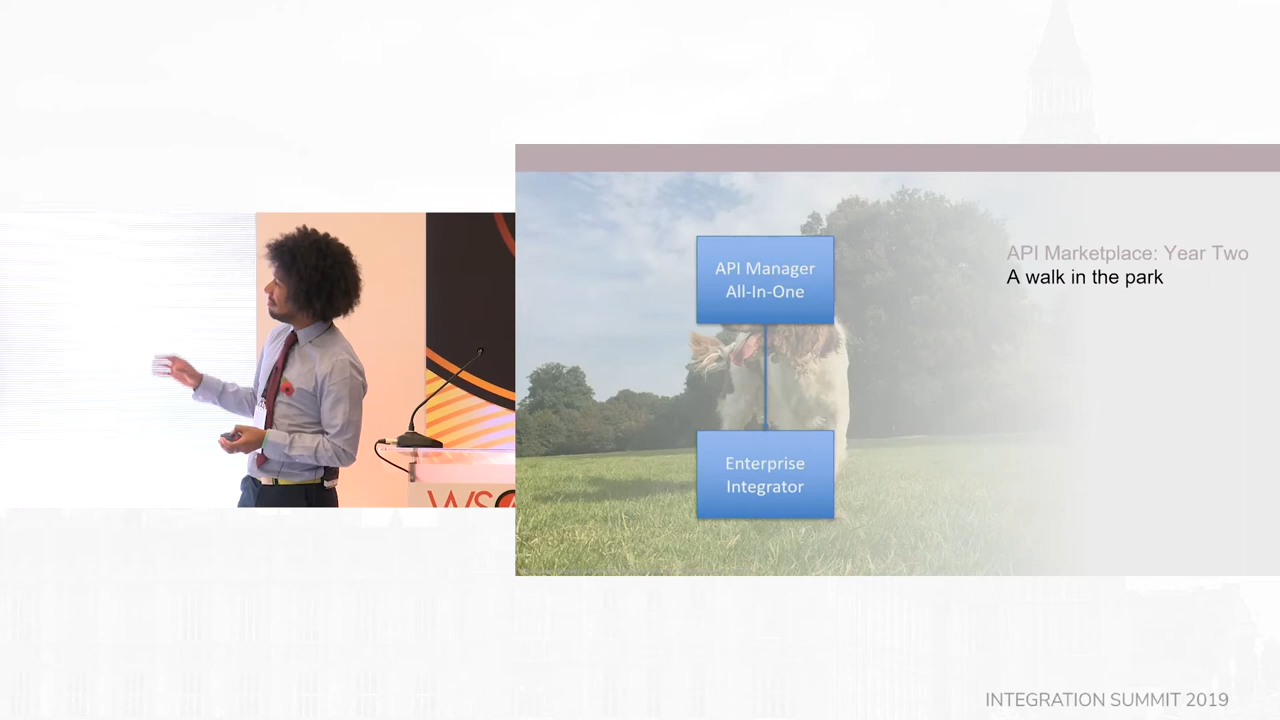 API Manager
All-In-One
Enterprise
Integrator
API Marketplace: Year Two
A walk in the park
INTEGRATION SUMMIT 2019